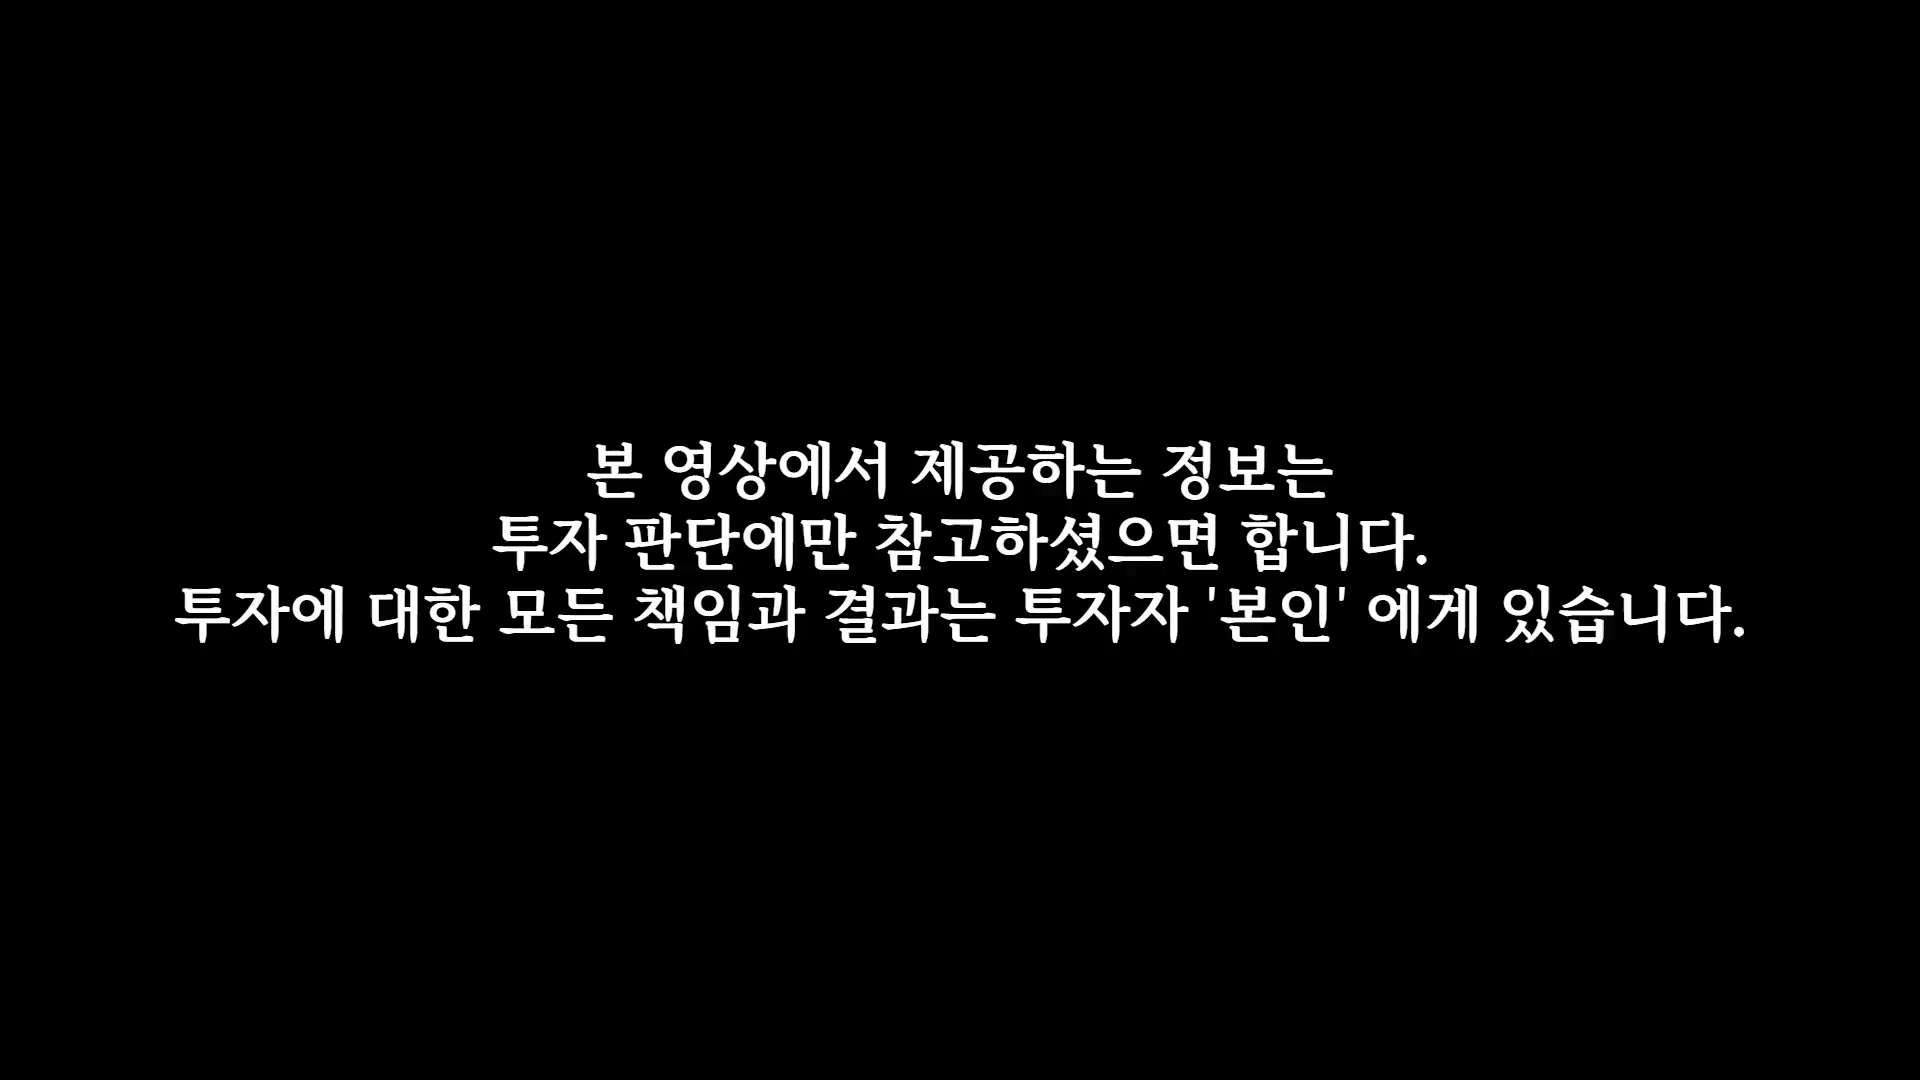 본 영상에서 제공하는 정보는
투자 판단에만 참고하셨으면 합니다.
투자에 대한 모든 책임과 결과는 투자자 '본인' 에게 있습니다.